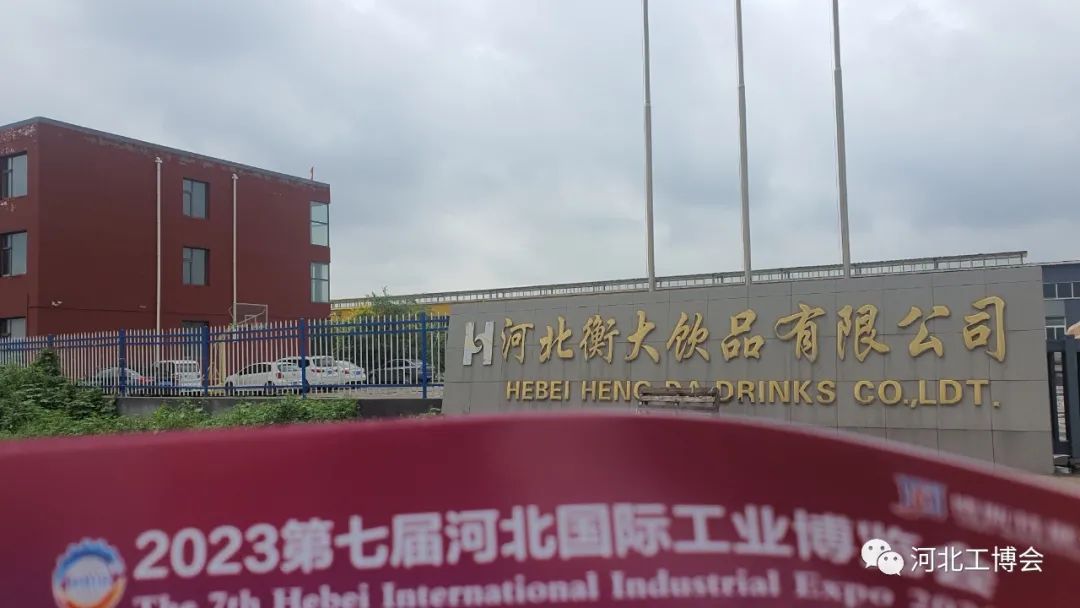 H
河北衡大饮品有限公司
HEBEI HENG DA DRINKS CO.,LDT.
2023第七届河北国际工业博览会
The 7th Hebei International Industrial Expo
河北工博会